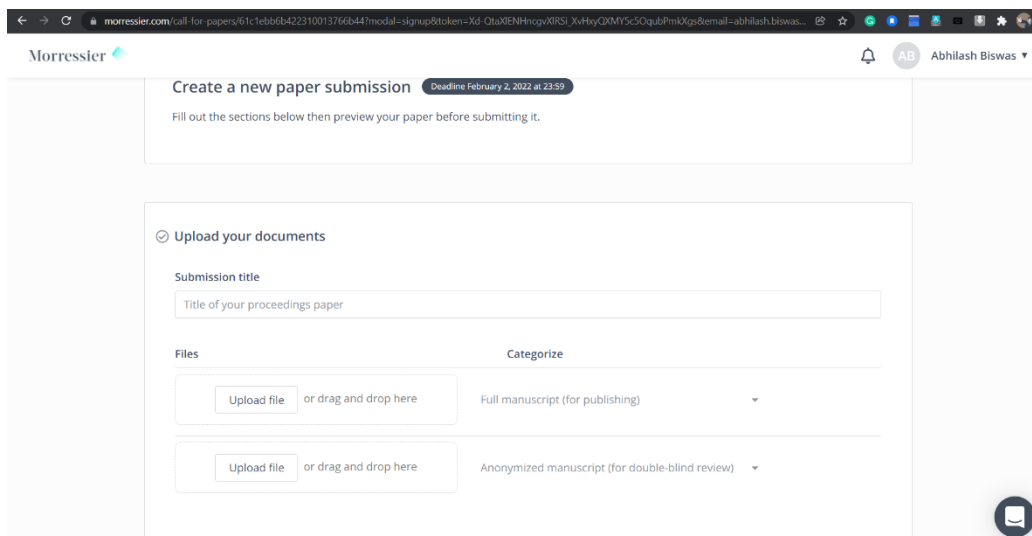 morressier.com/call-for-papers/61c1ebb6b422310013766b44?modal=signup&token=Xd-QtaXlENHncgvXlRSi_XvHxyQXMY5c5OqubPmkXgs&email=abhilash.biswas...
Morressier
AB Abhilash Biswas
Create a new paper submission Deadline February 2, 2022 at 23:59
Fill out the sections below then preview your paper before submitting it.
Upload your documents
Submission title
Title of your proceedings paper
Files Categorize
Upload file or drag and drop here Full manuscript (for publishing)
Upload file or drag and drop here Anonymized manuscript (for double-blind review)